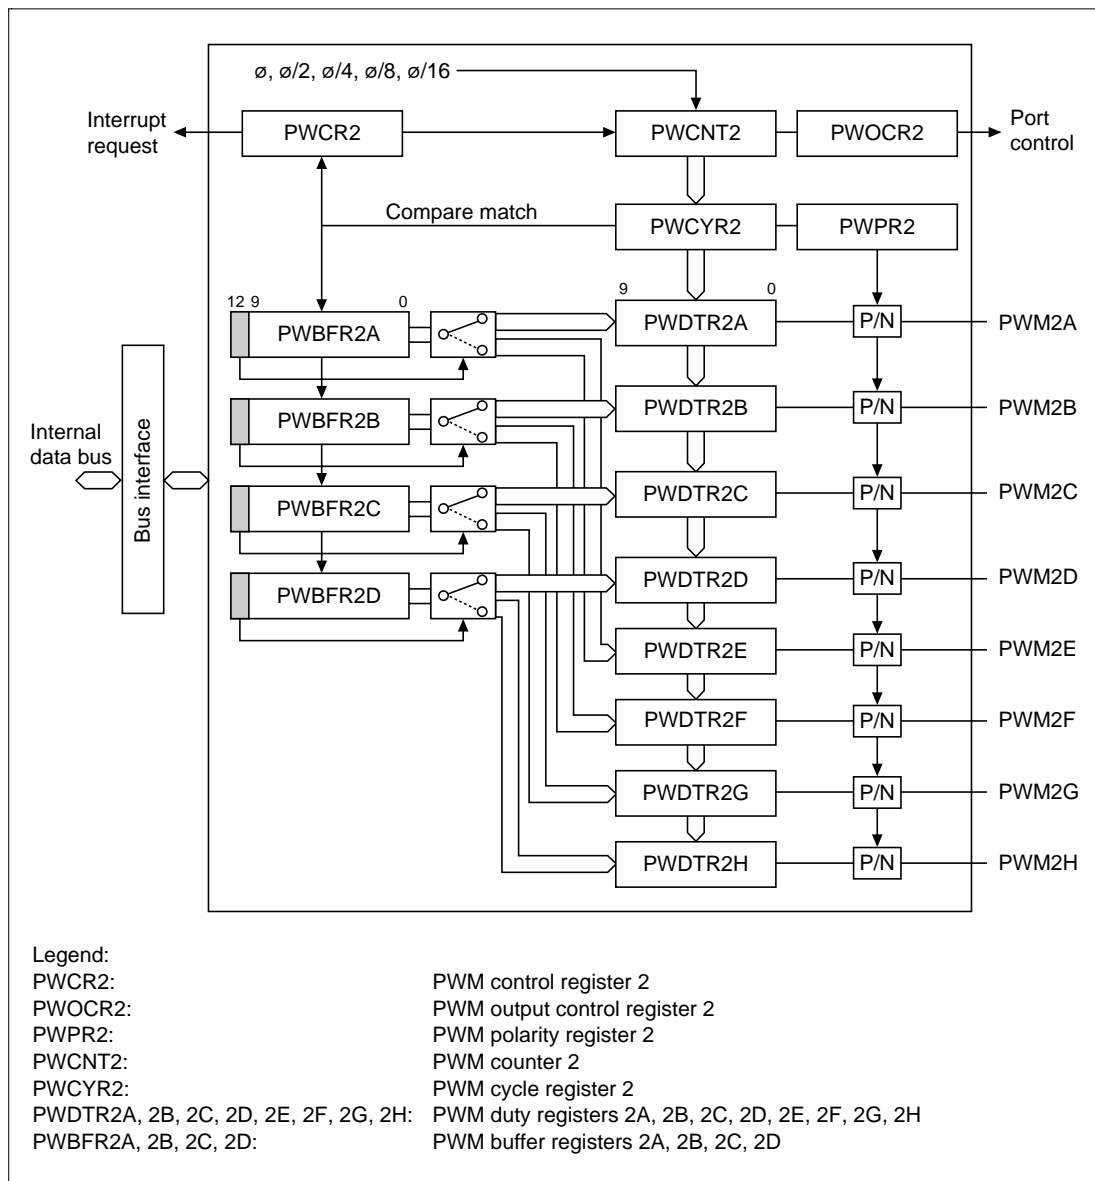 ø, ø/2, ø/4, ø/8, ø/16
Interrupt
request
PWCR2
PWCNT2
PWOCR2
Port
control
Compare match
PWCYR2
PWPR2
12 9 0
9 0
PWBFR2A
PWDTR2A
P/N
PWM2A
PWBFR2B
PWDTR2B
P/N
PWM2B
Internal
data bus
Bus interface
PWBFR2C
PWDTR2C
P/N
PWM2C
PWBFR2D
PWDTR2D
P/N
PWM2D
PWDTR2E
P/N
PWM2E
PWDTR2F
P/N
PWM2F
PWDTR2G
P/N
PWM2G
PWDTR2H
P/N
PWM2H
Legend:
PWCR2: PWM control register 2
PWOCR2: PWM output control register 2
PWPR2: PWM polarity register 2
PWCNT2: PWM counter 2
PWCYR2: PWM cycle register 2
PWDTR2A, 2B, 2C, 2D, 2E, 2F, 2G, 2H: PWM duty registers 2A, 2B, 2C, 2D, 2E, 2F, 2G, 2H
PWBFR2A, 2B, 2C, 2D: PWM buffer registers 2A, 2B, 2C, 2D